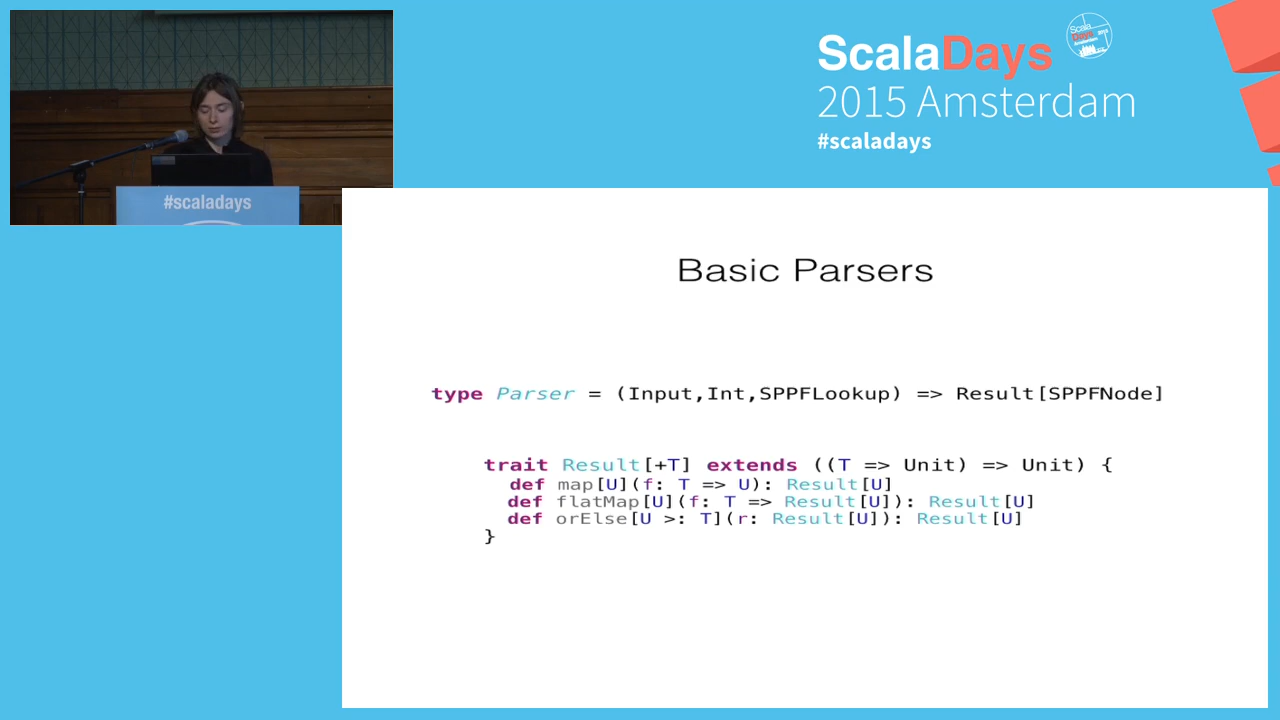 ScalaDays
2015 Amsterdam
#scaladays
#scaladays
Basic Parsers
type Parser = (Input,Int,SPPFLookup) => Result[SPPFNode]
trait Result[+T] extends ((T => Unit) => Unit) {
def map[U](f: T => U): Result[U]
def flatMap[U](f: T => Result[U]): Result[U]
def orElse[U >: T](r: Result[U]): Result[U]
}